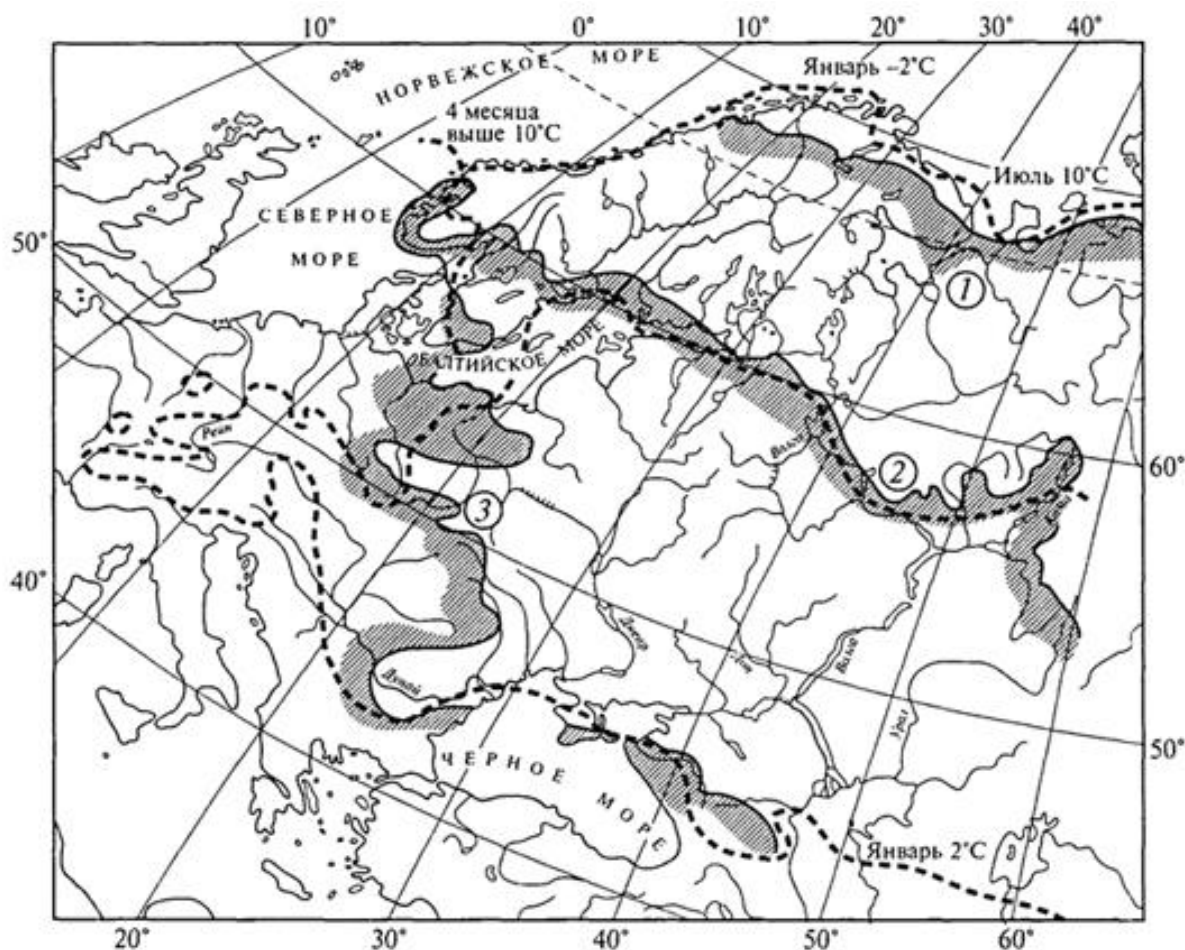 10° 0° 10° 20° 30° 40°
Январь –2°С
НОРВЕЖСКОЕ МОРЕ
4 месяца
выше 10°С
Июль 10°С
СЕВЕРНОЕ
МОРЕ
50°
1
БАЛТИЙСКОЕ МОРЕ
Рейн
Волга
2
60°
3
40°
Днепр
Дон
Волга
Дунай
Урал
50°
ЧЕРНОЕ МОРЕ
Январь 2°С
20° 30° 40° 50° 60°